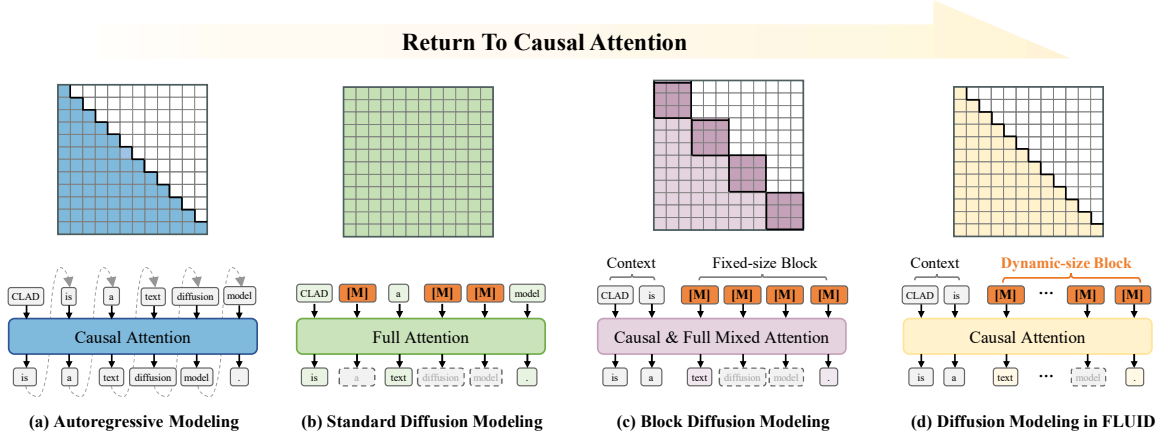 Return To Causal Attention
Context
Fixed-size Block
Context
Dynamic-size Block
CLAD is a text diffusion model
Causal Attention
is a text diffusion model .
CLAD [M] a [M] [M] model
Full Attention
is a text diffusion model .
CLAD is [M] [M] [M] [M]
Causal & Full Mixed Attention
is a text diffusion model .
CLAD is [M] ··· [M] [M]
Causal Attention
is a text ··· model .
(a) Autoregressive Modeling
(b) Standard Diffusion Modeling
(c) Block Diffusion Modeling
(d) Diffusion Modeling in FLUID